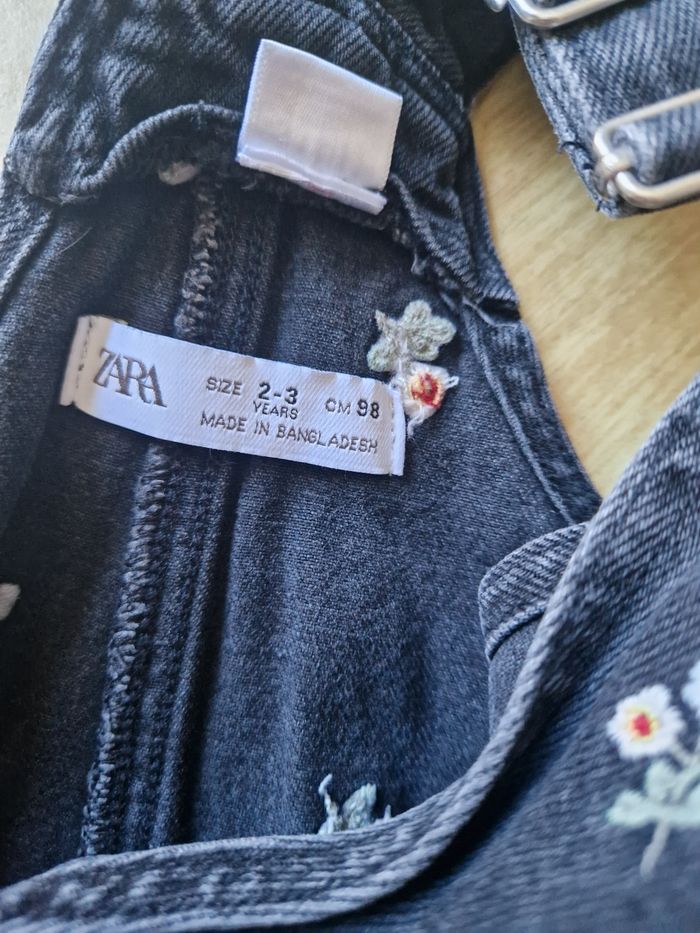 ZARA
SIZE 2-3 YEARS CM 98
MADE IN BANGLADESH